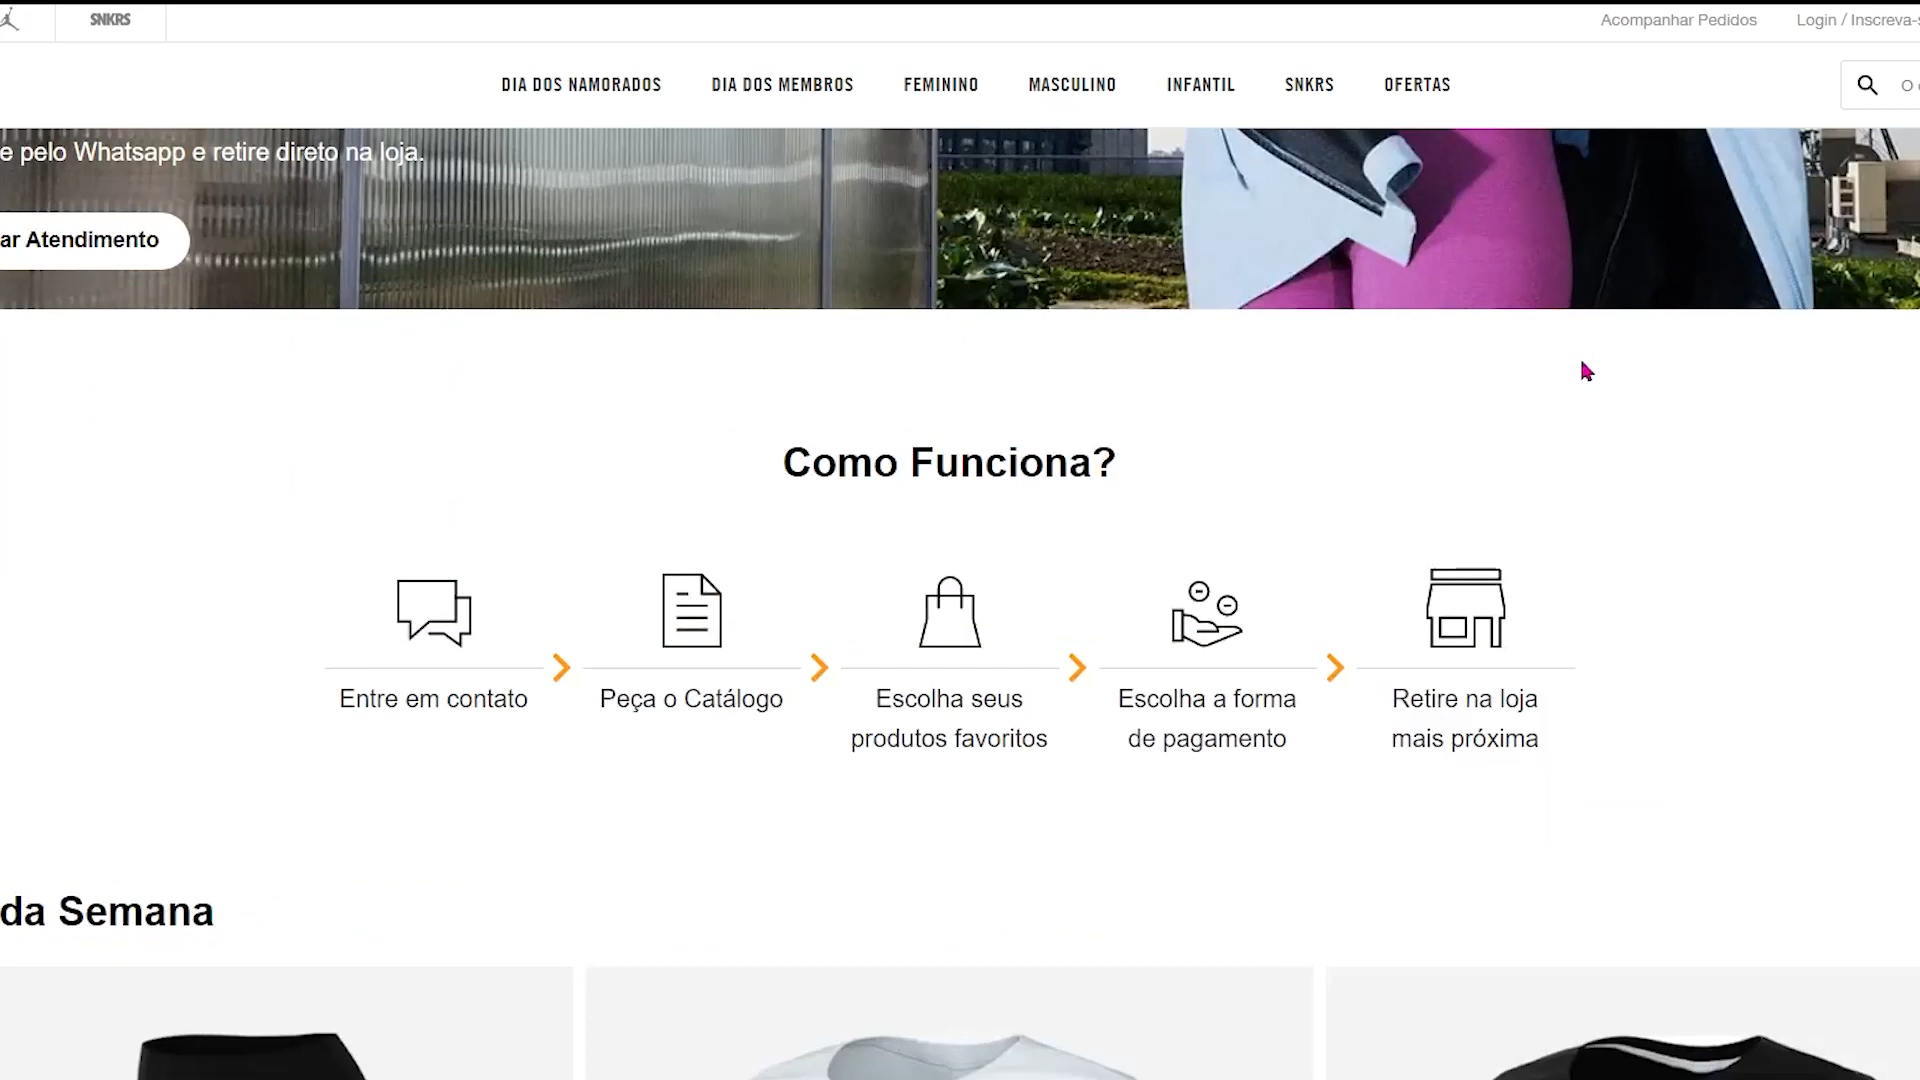 SNKRS
Acompanhar Pedidos
Login / Inscreva-s
DIA DOS NAMORADOS
DIA DOS MEMBROS
FEMININO
MASCULINO
INFANTIL
SNKRS
OFERTAS
O
e pelo Whatsapp e retire direto na loja.
ar Atendimento
Como Funciona?
Entre em contato
Peça o Catálogo
Escolha seus
produtos favoritos
Escolha a forma
de pagamento
Retire na loja
mais próxima
da Semana